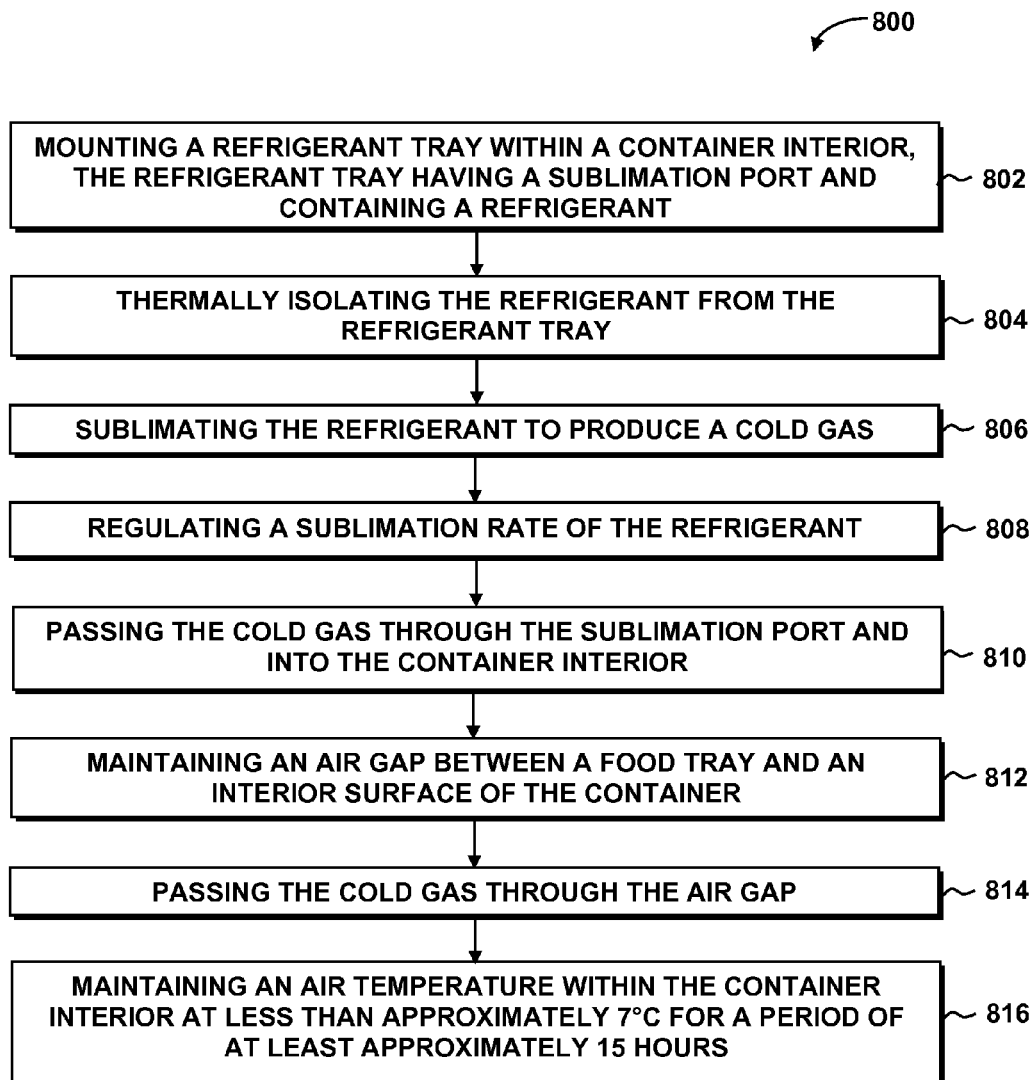 800
MOUNTING A REFRIGERANT TRAY WITHIN A CONTAINER INTERIOR,
THE REFRIGERANT TRAY HAVING A SUBLIMATION PORT AND
CONTAINING A REFRIGERANT
802
THERMALLY ISOLATING THE REFRIGERANT FROM THE
REFRIGERANT TRAY
804
SUBLIMATING THE REFRIGERANT TO PRODUCE A COLD GAS
806
REGULATING A SUBLIMATION RATE OF THE REFRIGERANT
808
PASSING THE COLD GAS THROUGH THE SUBLIMATION PORT AND
INTO THE CONTAINER INTERIOR
810
MAINTAINING AN AIR GAP BETWEEN A FOOD TRAY AND AN
INTERIOR SURFACE OF THE CONTAINER
812
PASSING THE COLD GAS THROUGH THE AIR GAP
814
MAINTAINING AN AIR TEMPERATURE WITHIN THE CONTAINER
INTERIOR AT LESS THAN APPROXIMATELY 7°C FOR A PERIOD OF
AT LEAST APPROXIMATELY 15 HOURS
816